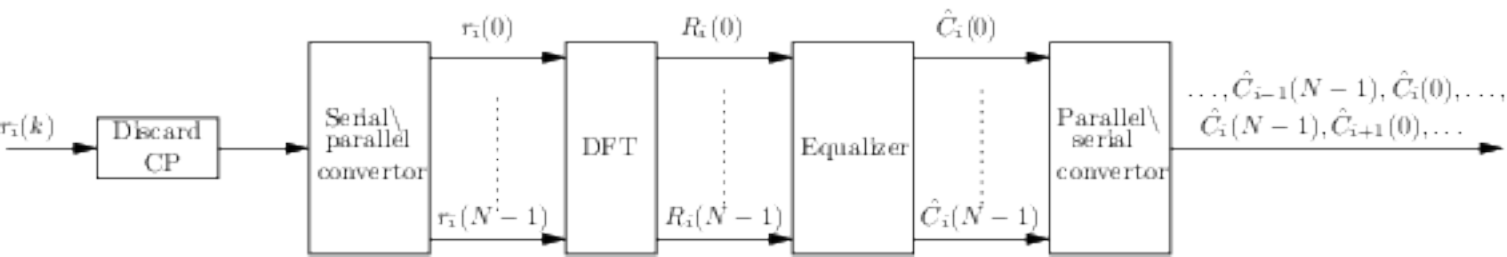 r_i(k)
Discard
CP
Serial\
parallel
convertor
r_i(0)
r_i(N − 1)
DFT
R_i(0)
R_i(N − 1)
Equalizer
Ĉ_i(0)
Ĉ_i(N − 1)
Parallel\
serial
convertor
..., Ĉ_{i−1}(N − 1), Ĉ_i(0), ...,
Ĉ_i(N − 1), Ĉ_{i+1}(0), ...